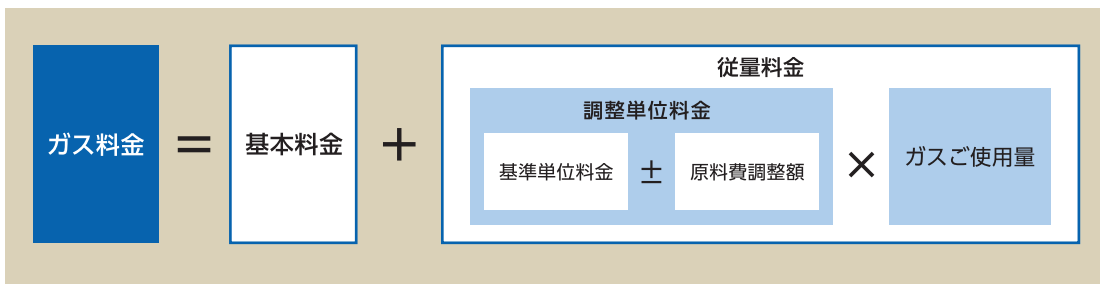 ガス料金
＝
基本料金
＋
従量料金
調整単位料金
基準単位料金
±
原料費調整額
×
ガスご使用量